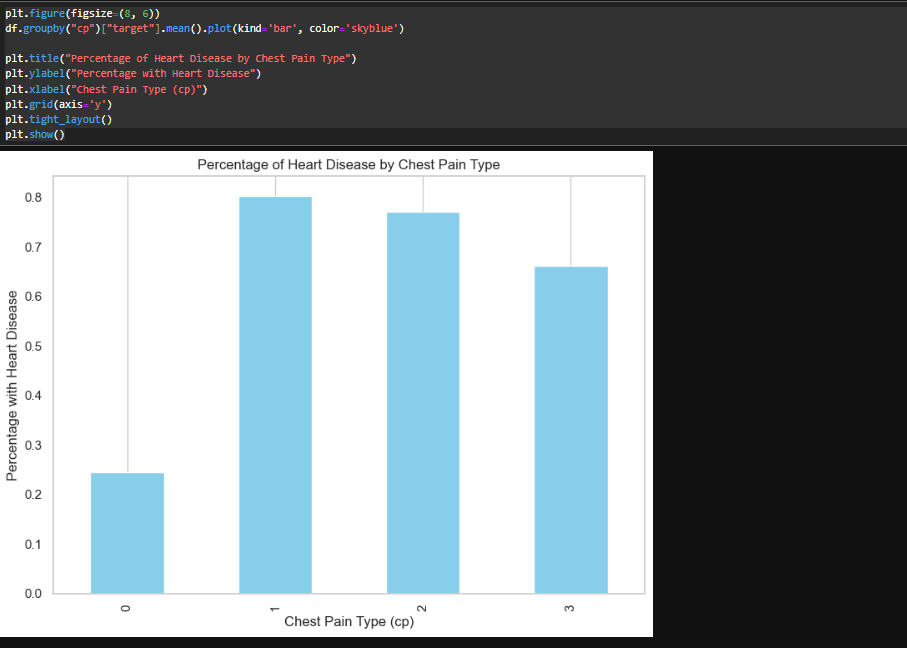 plt.figure(figsize=(8, 6))
df.groupby("cp")["target"].mean().plot(kind='bar', color='skyblue')
plt.title("Percentage of Heart Disease by Chest Pain Type")
plt.ylabel("Percentage with Heart Disease")
plt.xlabel("Chest Pain Type (cp)")
plt.grid(axis='y')
plt.tight_layout()
plt.show()
Percentage of Heart Disease by Chest Pain Type
Percentage with Heart Disease
0.8
0.7
0.6
0.5
0.4
0.3
0.2
0.1
0.0
0 1 2 3
Chest Pain Type (cp)